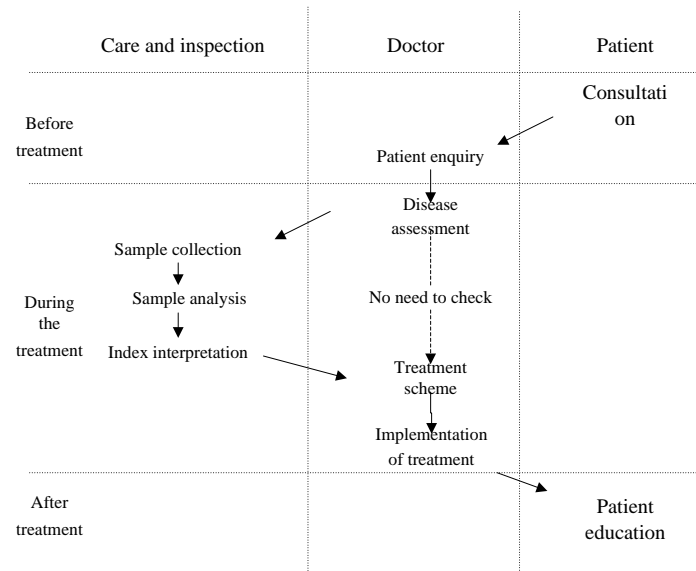 Care and inspection
Doctor
Patient
Before
treatment
Consultati
on
Patient enquiry
During
the
treatment
Disease
assessment
Sample collection
Sample analysis
No need to check
Index interpretation
Treatment
scheme
Implementation
of treatment
After
treatment
Patient
education